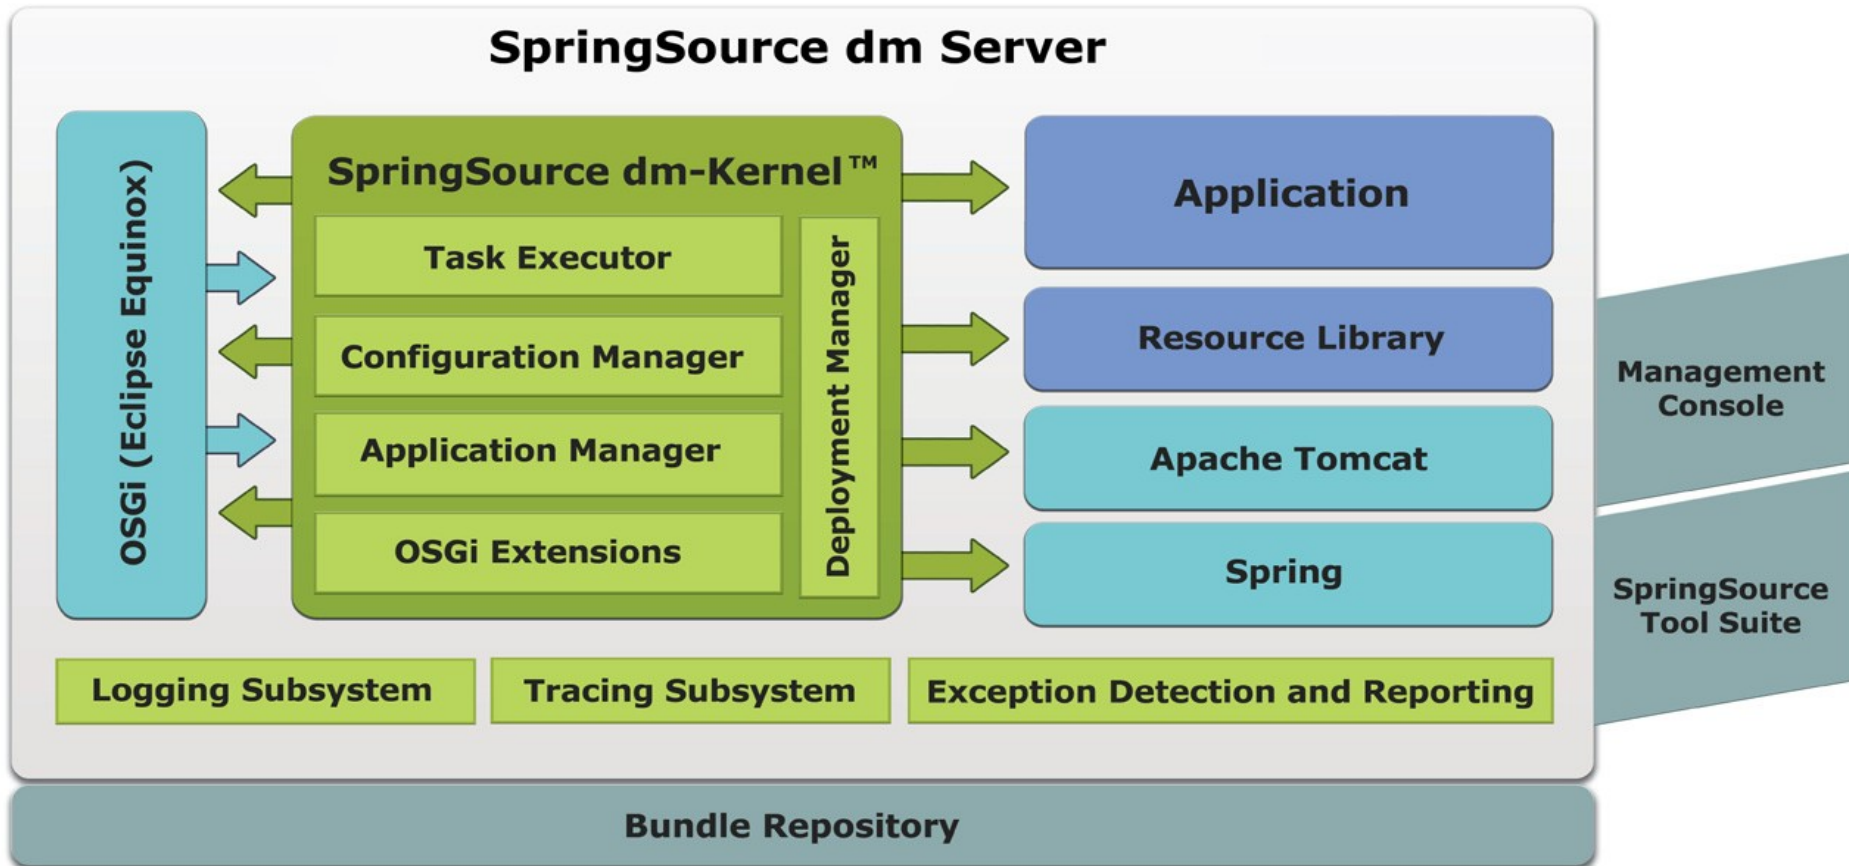 SpringSource dm Server
OSGi (Eclipse Equinox)
SpringSource dm-Kernel™
Task Executor
Configuration Manager
Application Manager
OSGi Extensions
Deployment Manager
Application
Resource Library
Apache Tomcat
Spring
Management
Console
SpringSource
Tool Suite
Logging Subsystem
Tracing Subsystem
Exception Detection and Reporting
Bundle Repository